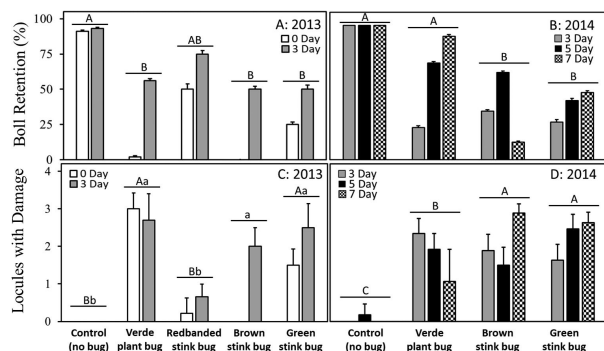 Boll Retention (%)
100
75
50
25
0
A: 2013
0 Day
3 Day
A
B
AB
B
B
B: 2014
3 Day
5 Day
7 Day
A
A
B
B
Locules with Damage
4
3
2
1
0
C: 2013
0 Day
3 Day
Bb
Aa
Bb
a
Aa
D: 2014
3 Day
5 Day
7 Day
C
B
A
A
Control (no bug)
Verde plant bug
Redbanded stink bug
Brown stink bug
Green stink bug
Control (no bug)
Verde plant bug
Brown stink bug
Green stink bug